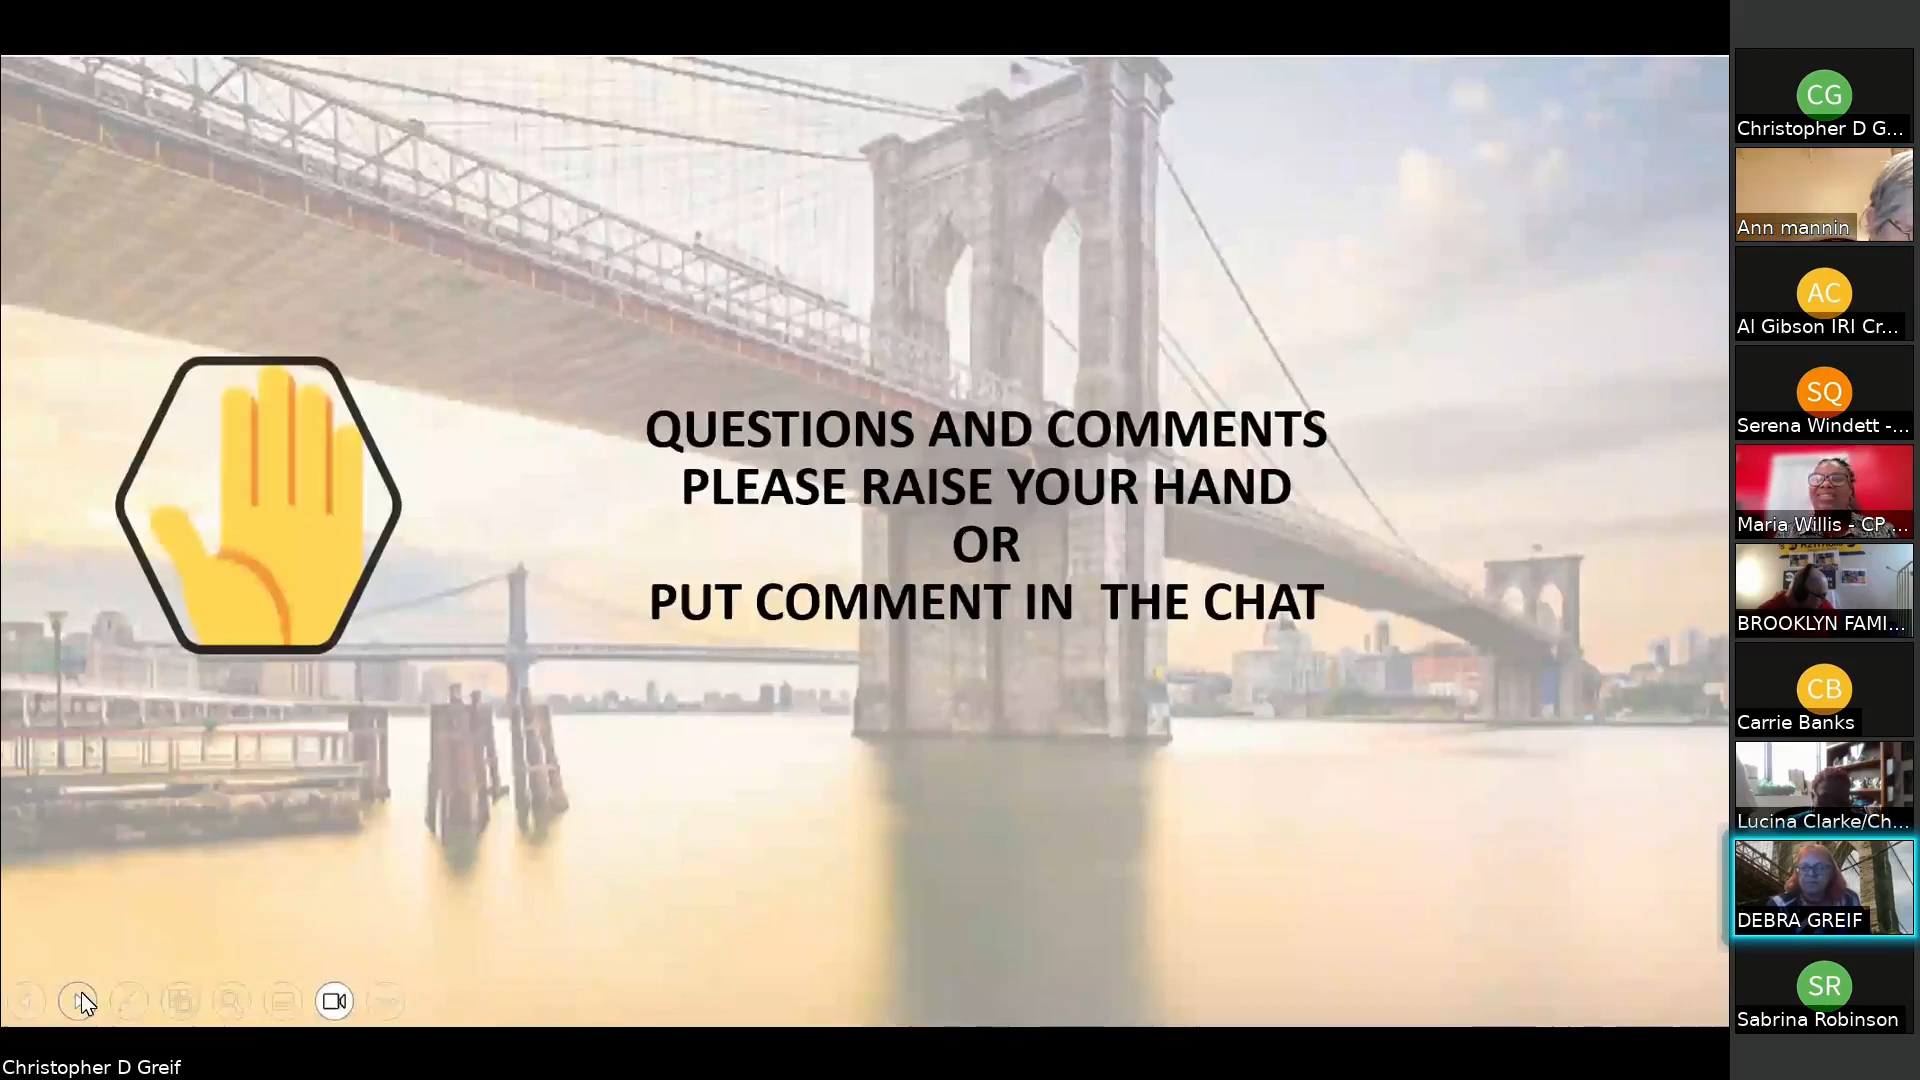 QUESTIONS AND COMMENTS
PLEASE RAISE YOUR HAND
OR
PUT COMMENT IN THE CHAT
CG
Christopher D G...
Ann mannin
AC
Al Gibson IRI Cr...
SQ
Serena Windett -...
Maria Willis - CP ...
BROOKLYN FAMI...
CB
Carrie Banks
Lucina Clarke/Ch...
DEBRA GREIF
SR
Sabrina Robinson
Christopher D Greif